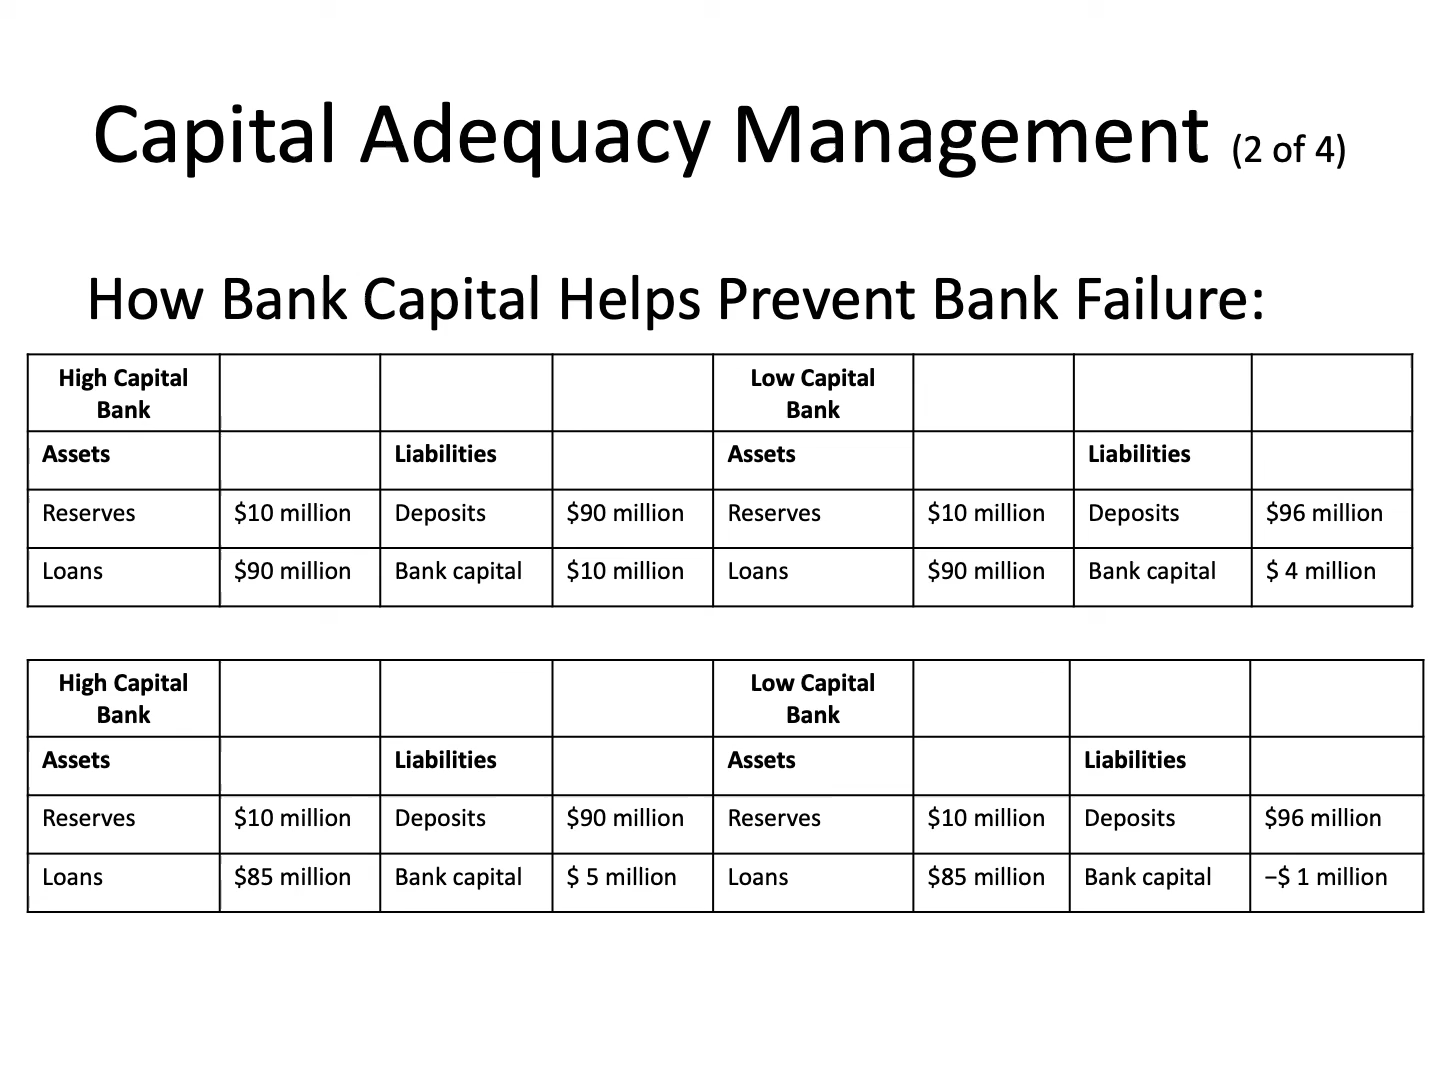 Capital Adequacy Management (2 of 4)
How Bank Capital Helps Prevent Bank Failure:
High Capital Bank Low Capital Bank
Assets Liabilities Assets Liabilities
Reserves $10 million Deposits $90 million Reserves $10 million Deposits $96 million
Loans $90 million Bank capital $10 million Loans $90 million Bank capital $ 4 million
High Capital Bank Low Capital Bank
Assets Liabilities Assets Liabilities
Reserves $10 million Deposits $90 million Reserves $10 million Deposits $96 million
Loans $85 million Bank capital $ 5 million Loans $85 million Bank capital −$ 1 million